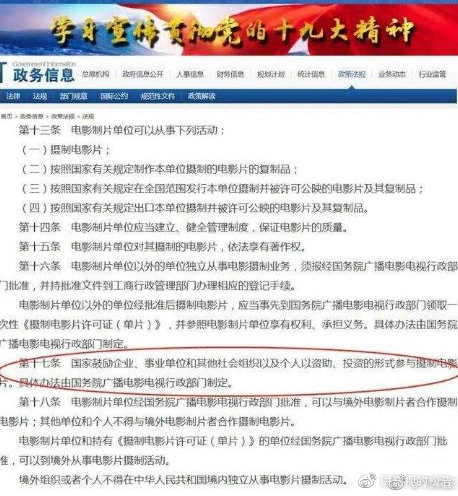 学习宣传贯彻党的十九大精神
Government Information
政务信息
总局机构 政府信息公开 人事信息 财务信息 规划计划 统计信息 政策法规 业务动态 行业监管
法律 法规 部门规章 国际公约 规范性文件 政策解读
首页 > 政务信息 > 政策法规 > 法规
第十三条 电影制片单位可以从事下列活动：
（一）摄制电影片；
（二）按照国家有关规定制作本单位摄制的电影片的复制品；
（三）按照国家有关规定在全国范围发行本单位摄制并被许可公映的电影片及其复制品；
（四）按照国家有关规定出口本单位摄制并被许可公映的电影片及其复制品。
第十四条 电影制片单位应当建立、健全管理制度，保证电影片的质量。
第十五条 电影制片单位对其摄制的电影片，依法享有著作权。
第十六条 电影制片单位以外的单位独立从事电影摄制业务，须报经国务院广播电影电视行政部
门批准，并持批准文件到工商行政管理部门办理相应的登记手续。
电影制片单位以外的单位经批准后摄制电影片，应当事先到国务院广播电影电视行政部门领取一
次性《摄制电影片许可证（单片）》，并参照电影制片单位享有权利、承担义务。具体办法由国务院广
播电影电视行政部门制定。
第十七条 国家鼓励企业、事业单位和其他社会组织以及个人以资助、投资的形式参与摄制电影
片。具体办法由国务院广播电影电视行政部门制定。
第十八条 电影制片单位经国务院广播电影电视行政部门批准，可以与境外电影制片者合作摄制
电影片；其他单位和个人不得与境外电影制片者合作摄制电影片。
电影制片单位和持有《摄制电影片许可证（单片）》的单位经国务院广播电影电视行政部门批
准，可以到境外从事电影片摄制活动。
境外组织或者个人不得在中华人民共和国境内独立从事电影片摄制活动。